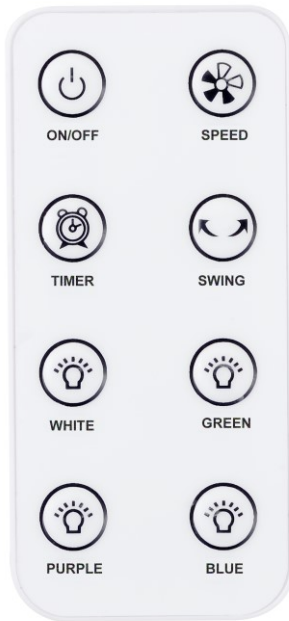 ON/OFF SPEED
TIMER SWING
WHITE GREEN
PURPLE BLUE